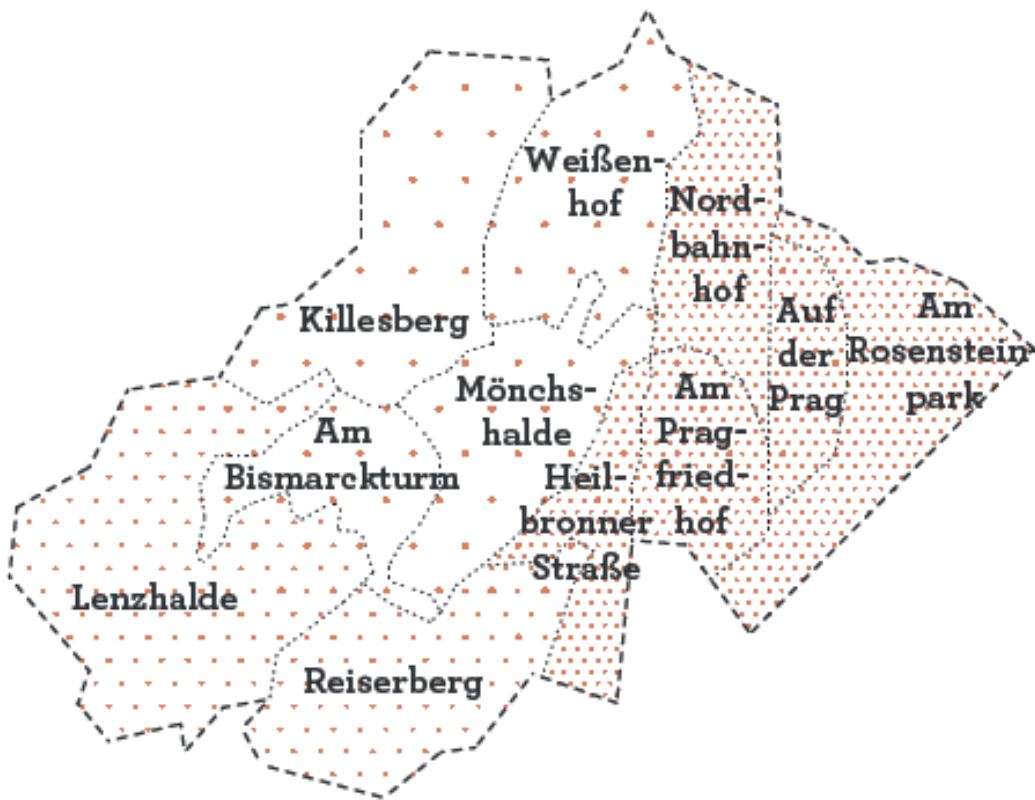 Weißen-
hof
Nord-
bahn-
hof
Killesberg
Auf
der
Prag
Am
Rosenstein
park
Mönchs-
halde
Am
Prag-
fried-
hof
Am
Bismarckturm
Heil-
bronner
Straße
Lenzhalde
Reiserberg